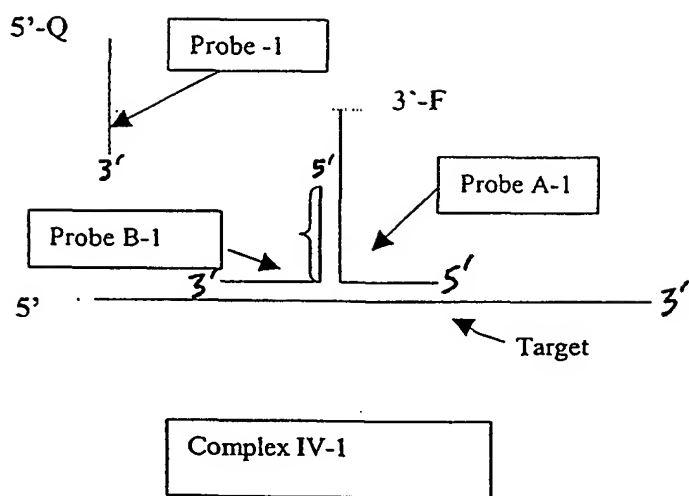 5’-Q
Probe -1
3`-F
3′
5′
Probe A-1
Probe B-1
3′
5′
5’
3′
Target
Complex IV-1